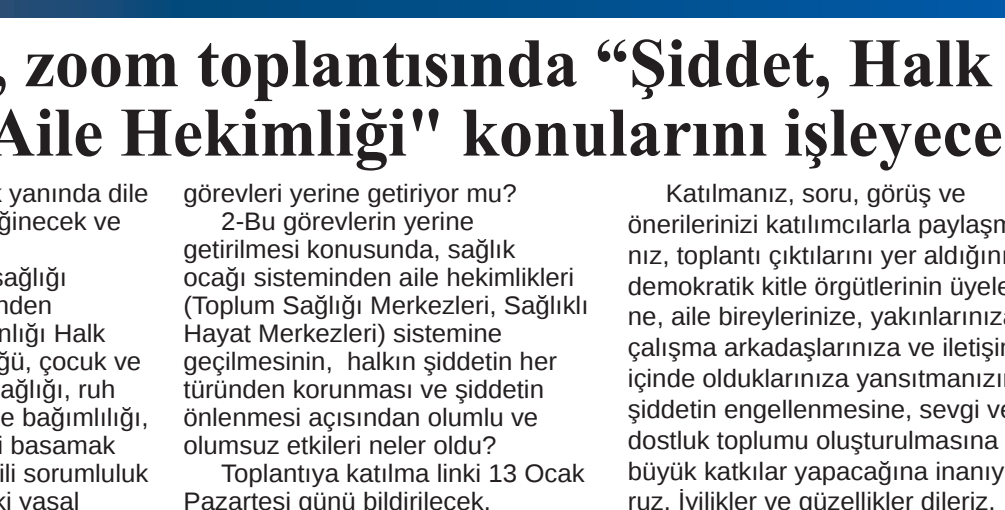 , zoom toplantısında “Şiddet, Halk
Aile Hekimliği" konularını işleyece
yanında dile
ğinecek ve
sağlığı
nden
nlığı Halk
ğü, çocuk ve
ağlığı, ruh
e bağımlılığı,
i basamak
ili sorumluluk
ki yasal
görevleri yerine getiriyor mu?
2-Bu görevlerin yerine
getirilmesi konusunda, sağlık
ocağı sisteminden aile hekimlikleri
(Toplum Sağlığı Merkezleri, Sağlıklı
Hayat Merkezleri) sistemine
geçilmesinin, halkın şiddetin her
türünden korunması ve şiddetin
önlenmesi açısından olumlu ve
olumsuz etkileri neler oldu?
Toplantıya katılma linki 13 Ocak
Pazartesi günü bildirilecek.
Katılmanız, soru, görüş ve
önerilerinizi katılımcılarla paylaşm
nız, toplantı çıktılarını yer aldığını
demokratik kitle örgütlerinin üyele
ne, aile bireylerinize, yakınlarınıza
çalışma arkadaşlarınıza ve iletişim
içinde olduklarınıza yansıtmanızın
şiddetin engellenmesine, sevgi ve
dostluk toplumu oluşturulmasına
büyük katkılar yapacağına inanıy
ruz. İyilikler ve güzellikler dileriz.